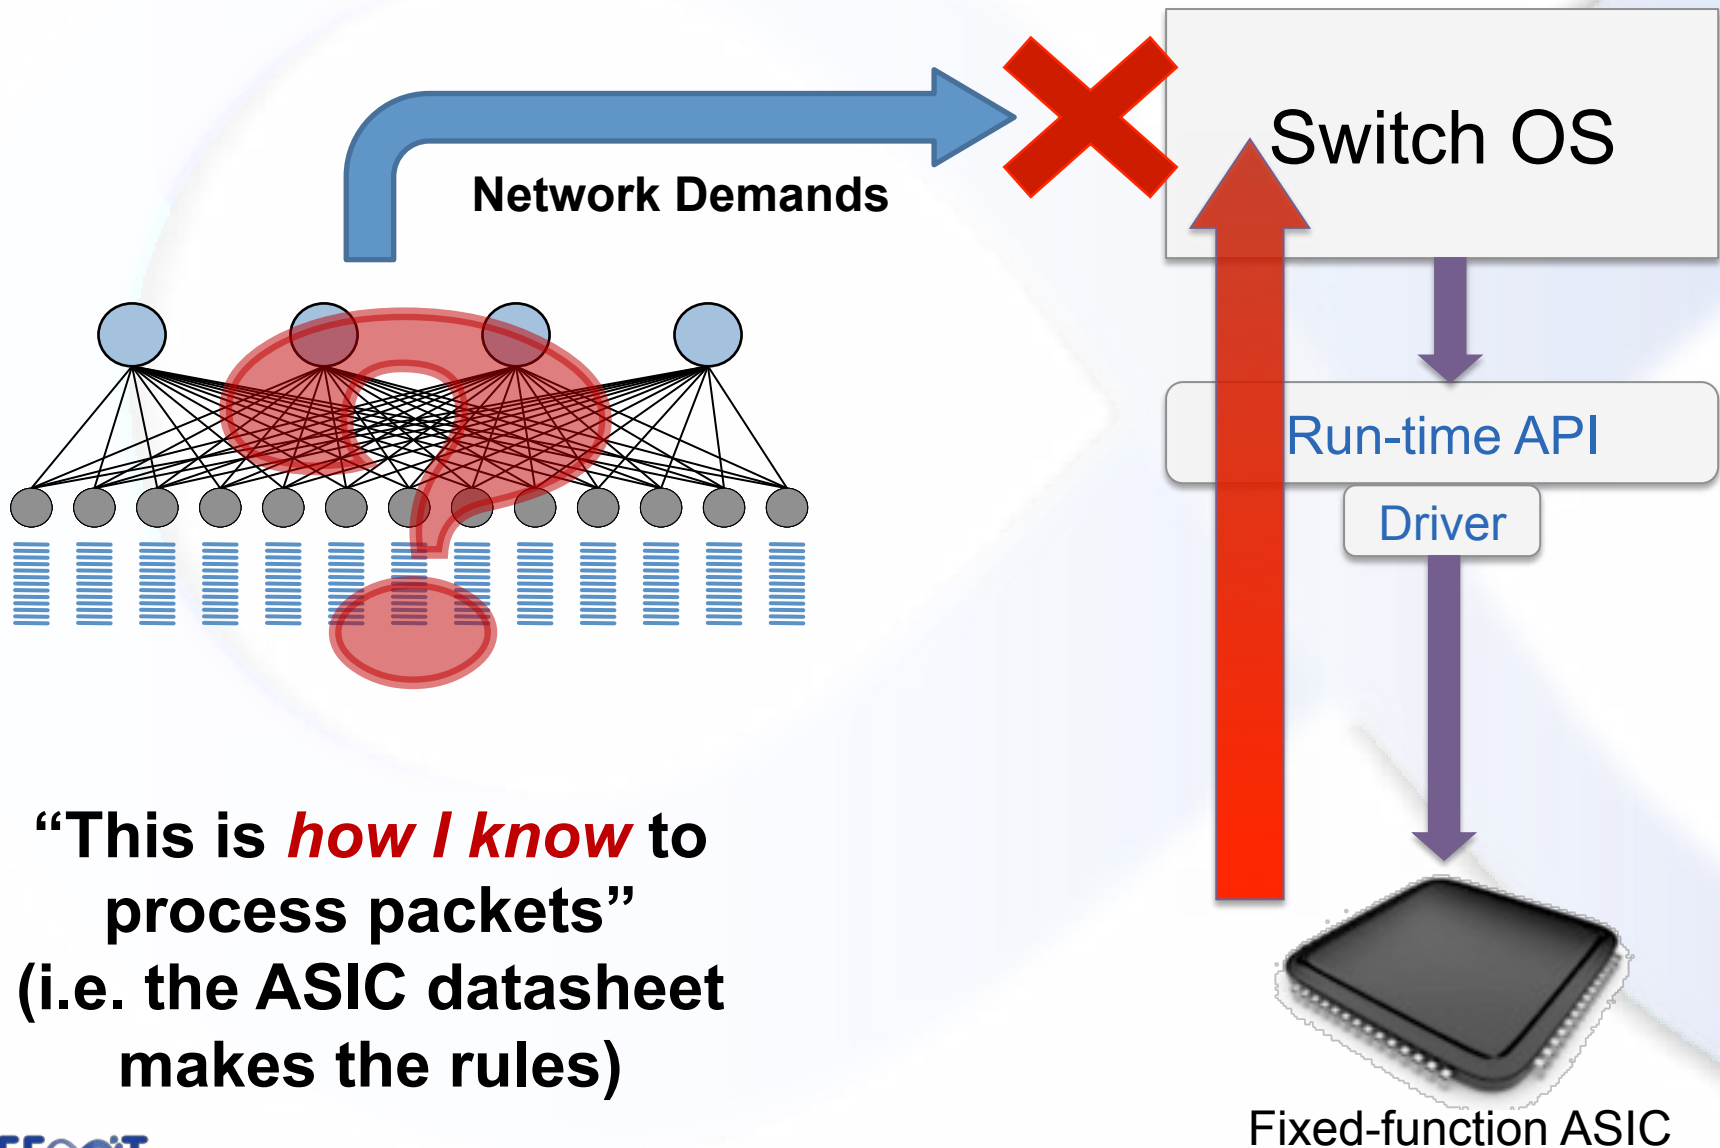 Switch OS
Network Demands
Run-time API
Driver
“This is how I know to
process packets”
(i.e. the ASIC datasheet
makes the rules)
Fixed-function ASIC